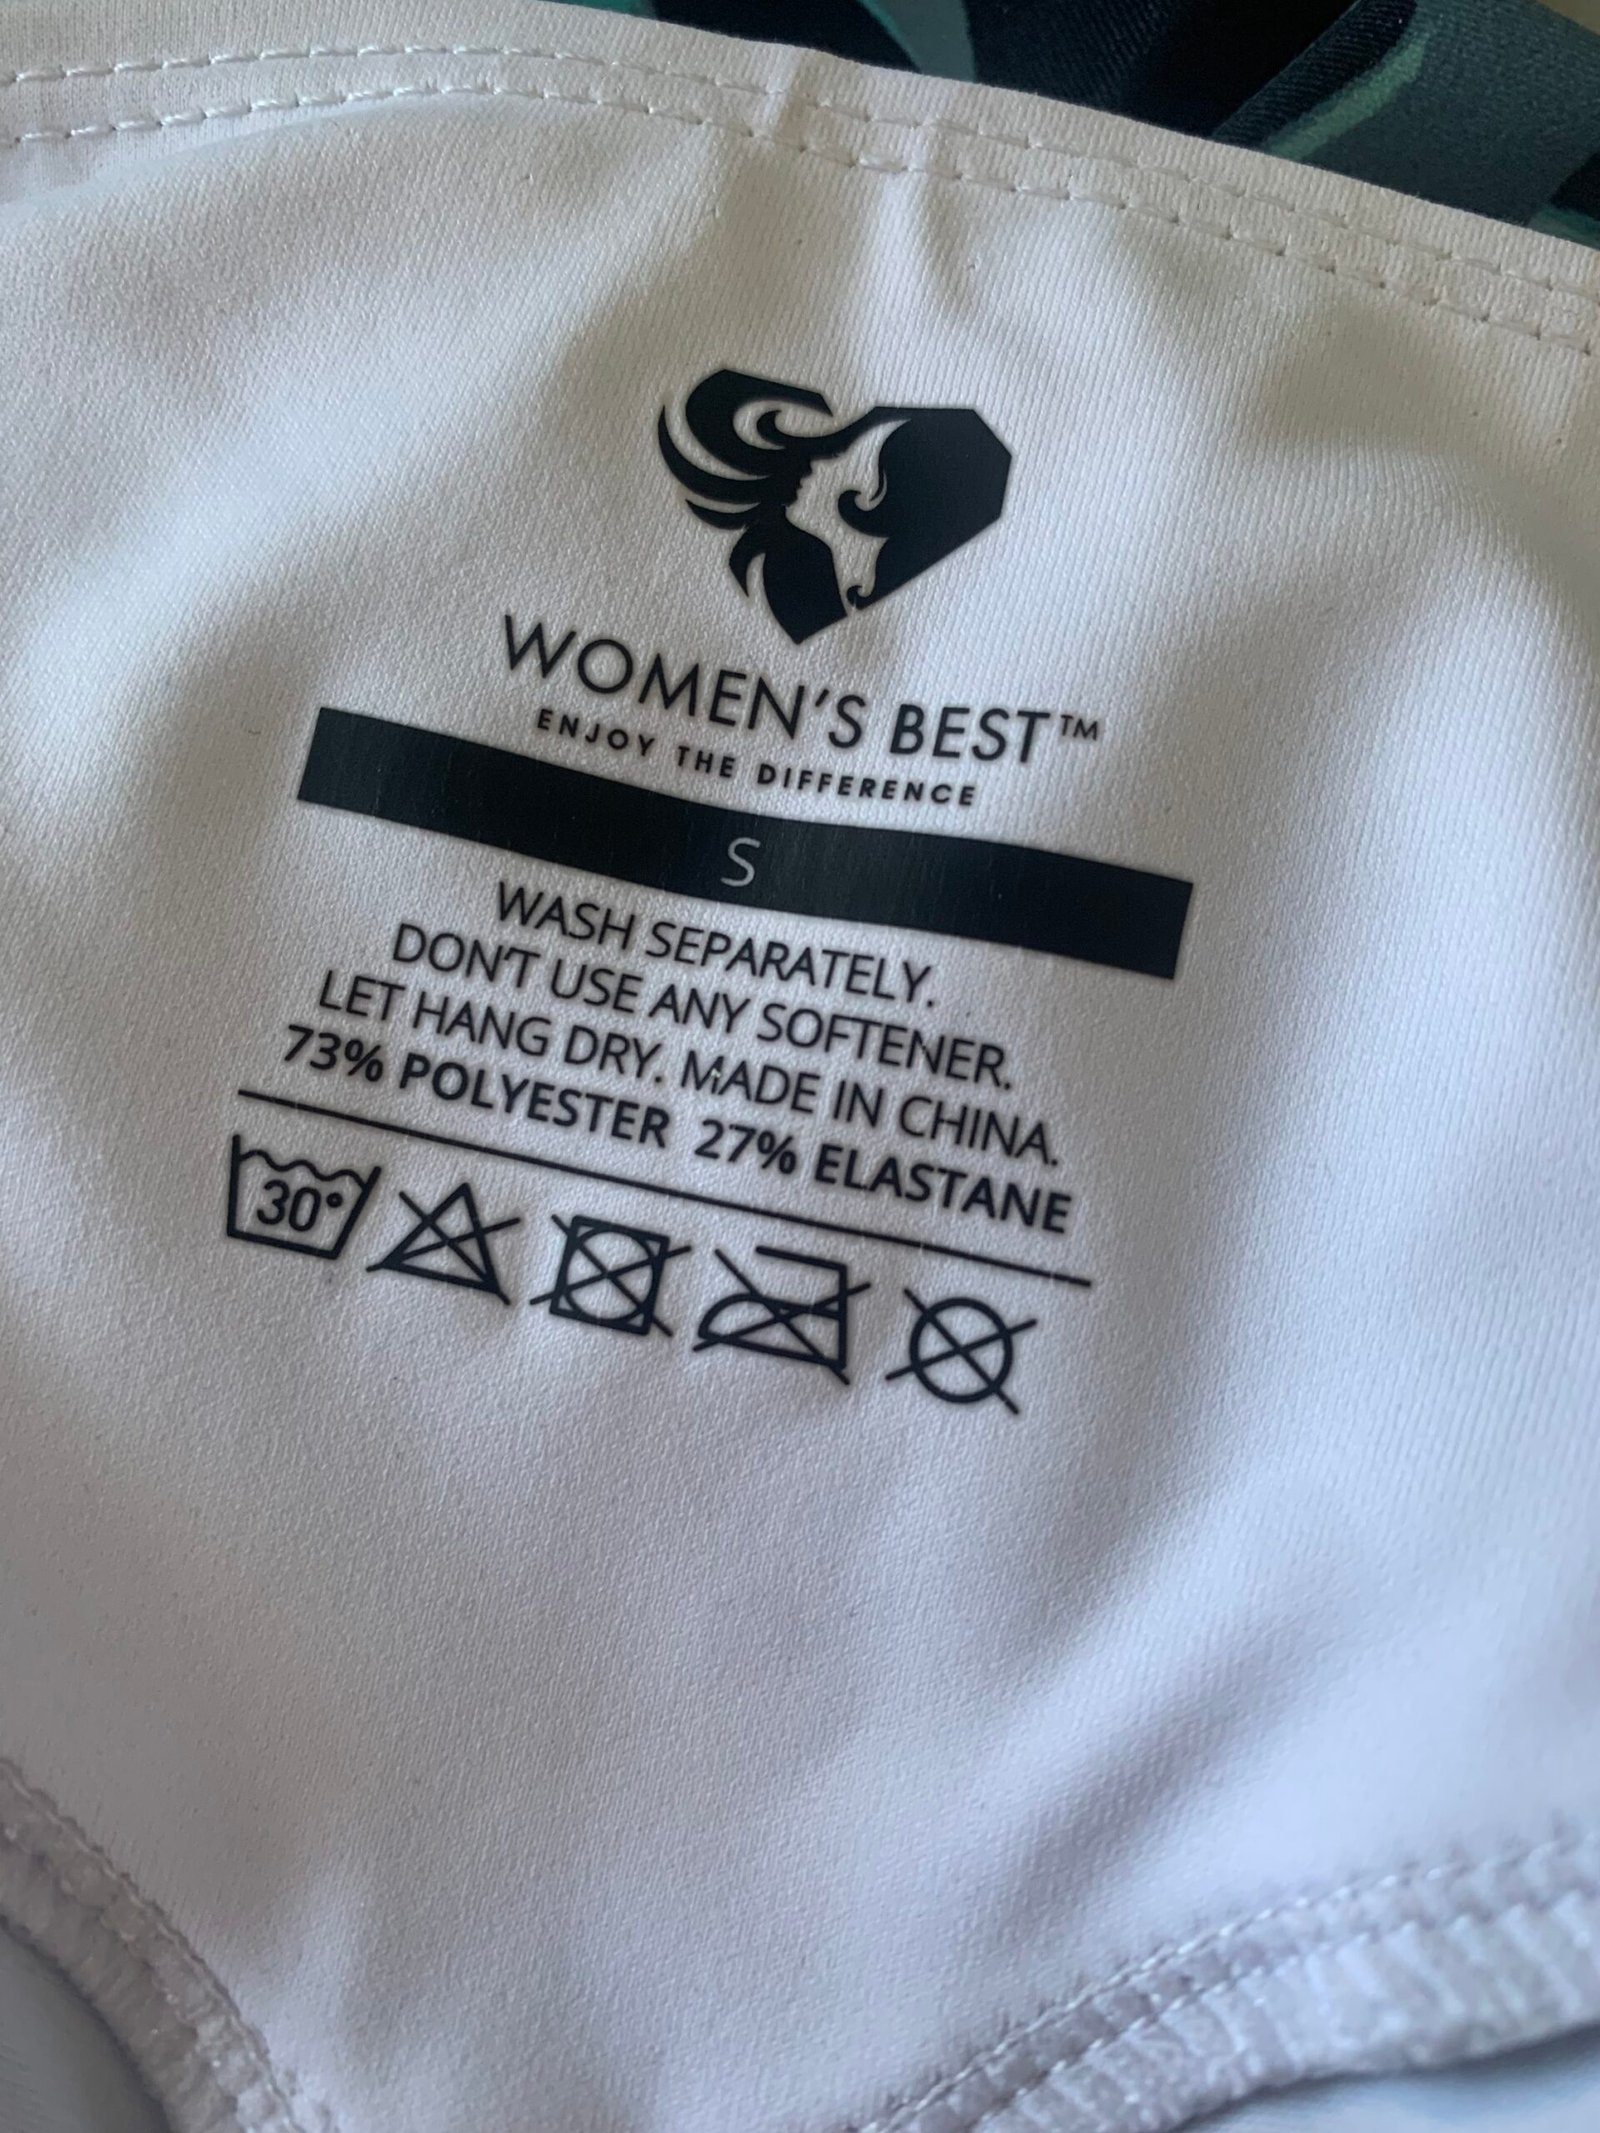 WOMEN'S BEST™
ENJOY THE DIFFERENCE
S
WASH SEPARATELY.
DON'T USE ANY SOFTENER.
LET HANG DRY. MADE IN CHINA.
73% POLYESTER 27% ELASTANE
30°